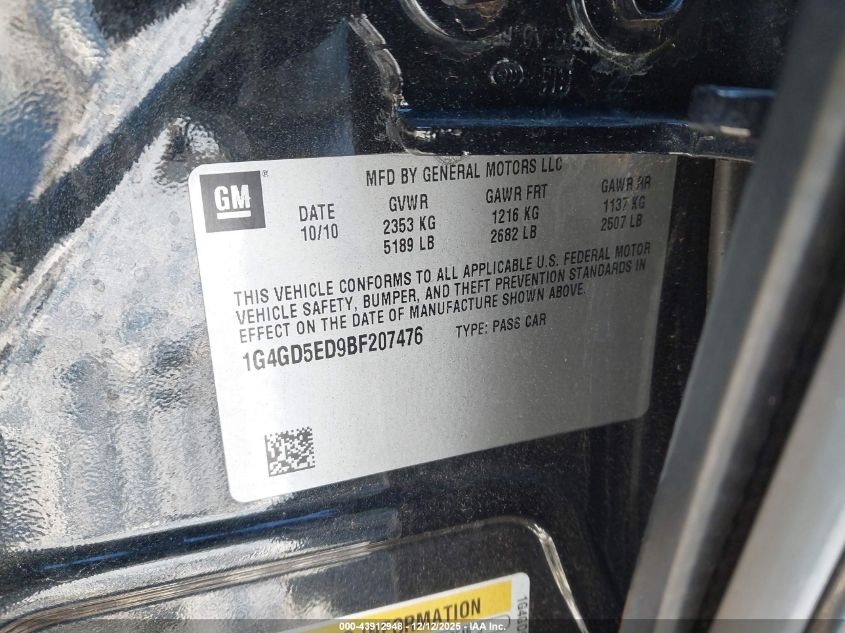 MFD BY GENERAL MOTORS LLC
GM ®
DATE GVWR GAWR FRT GAWR RR
10/10 2353 KG 1216 KG 1137 KG
5189 LB 2682 LB 2507 LB
THIS VEHICLE CONFORMS TO ALL APPLICABLE U.S. FEDERAL MOTOR
VEHICLE SAFETY, BUMPER, AND THEFT PREVENTION STANDARDS IN
EFFECT ON THE DATE OF MANUFACTURE SHOWN ABOVE.
1G4GD5ED9BF207476 TYPE: PASS CAR
ORMATION
1G4GD
000-43912948 - 12/12/2025 - IAAI, Inc.